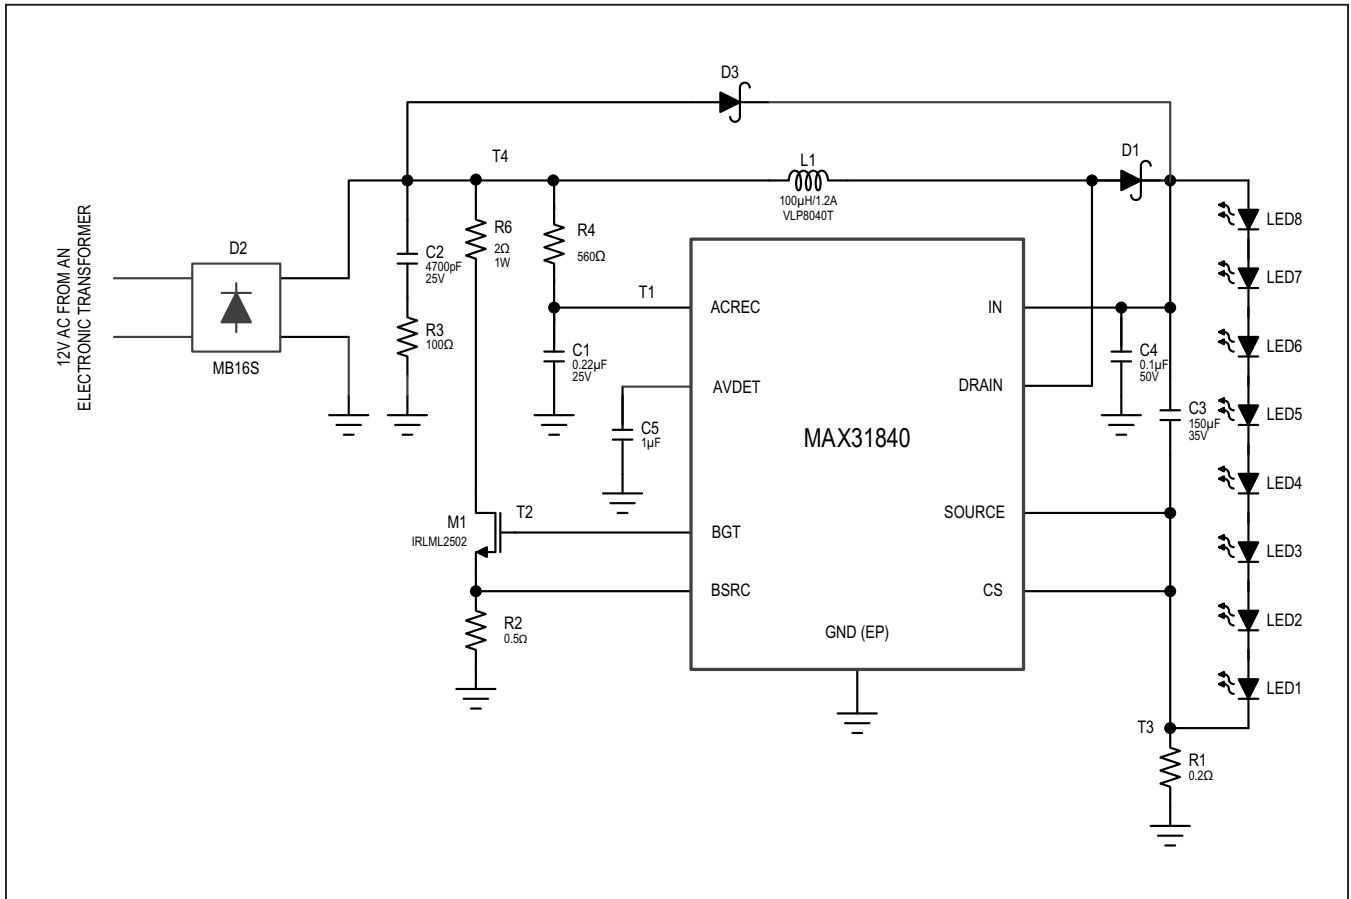 D3
T4
L1
100µH/1.2A
VLP8040T
D1
12V AC FROM AN
ELECTRONIC TRANSFORMER
D2
MB16S
C2
4700pF
25V
R3
100Ω
R6
2Ω
1W
R4
560Ω
T1
C1
0.22µF
25V
C5
1µF
M1
IRLML2502
T2
R2
0.5Ω
ACREC
AVDET
BGT
BSRC
MAX31840
GND (EP)
IN
DRAIN
SOURCE
CS
C4
0.1µF
50V
C3
150µF
35V
LED8
LED7
LED6
LED5
LED4
LED3
LED2
LED1
T3
R1
0.2Ω